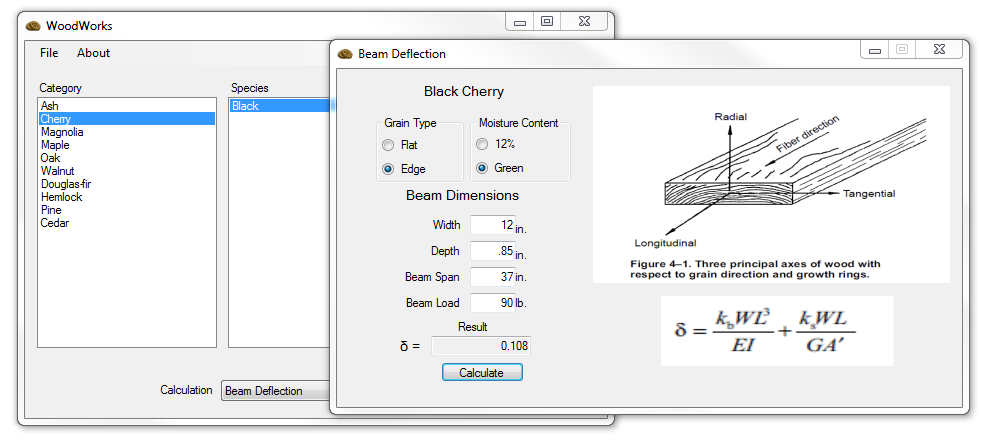 WoodWorks
File About
Category
Ash
Cherry
Magnolia
Maple
Oak
Walnut
Douglas-fir
Hemlock
Pine
Cedar
Species
Black
Calculation Beam Deflection
Beam Deflection
Black Cherry
Grain Type
Flat
Edge
Moisture Content
12%
Green
Beam Dimensions
Width 12 in.
Depth .85 in.
Beam Span 37 in.
Beam Load 90 lb.
Result
δ = 0.108
Calculate
Radial
Fiber direction
Tangential
Longitudinal
Figure 4–1. Three principal axes of wood with
respect to grain direction and growth rings.
δ = k_bWL³/EI + k_sWL/GA′